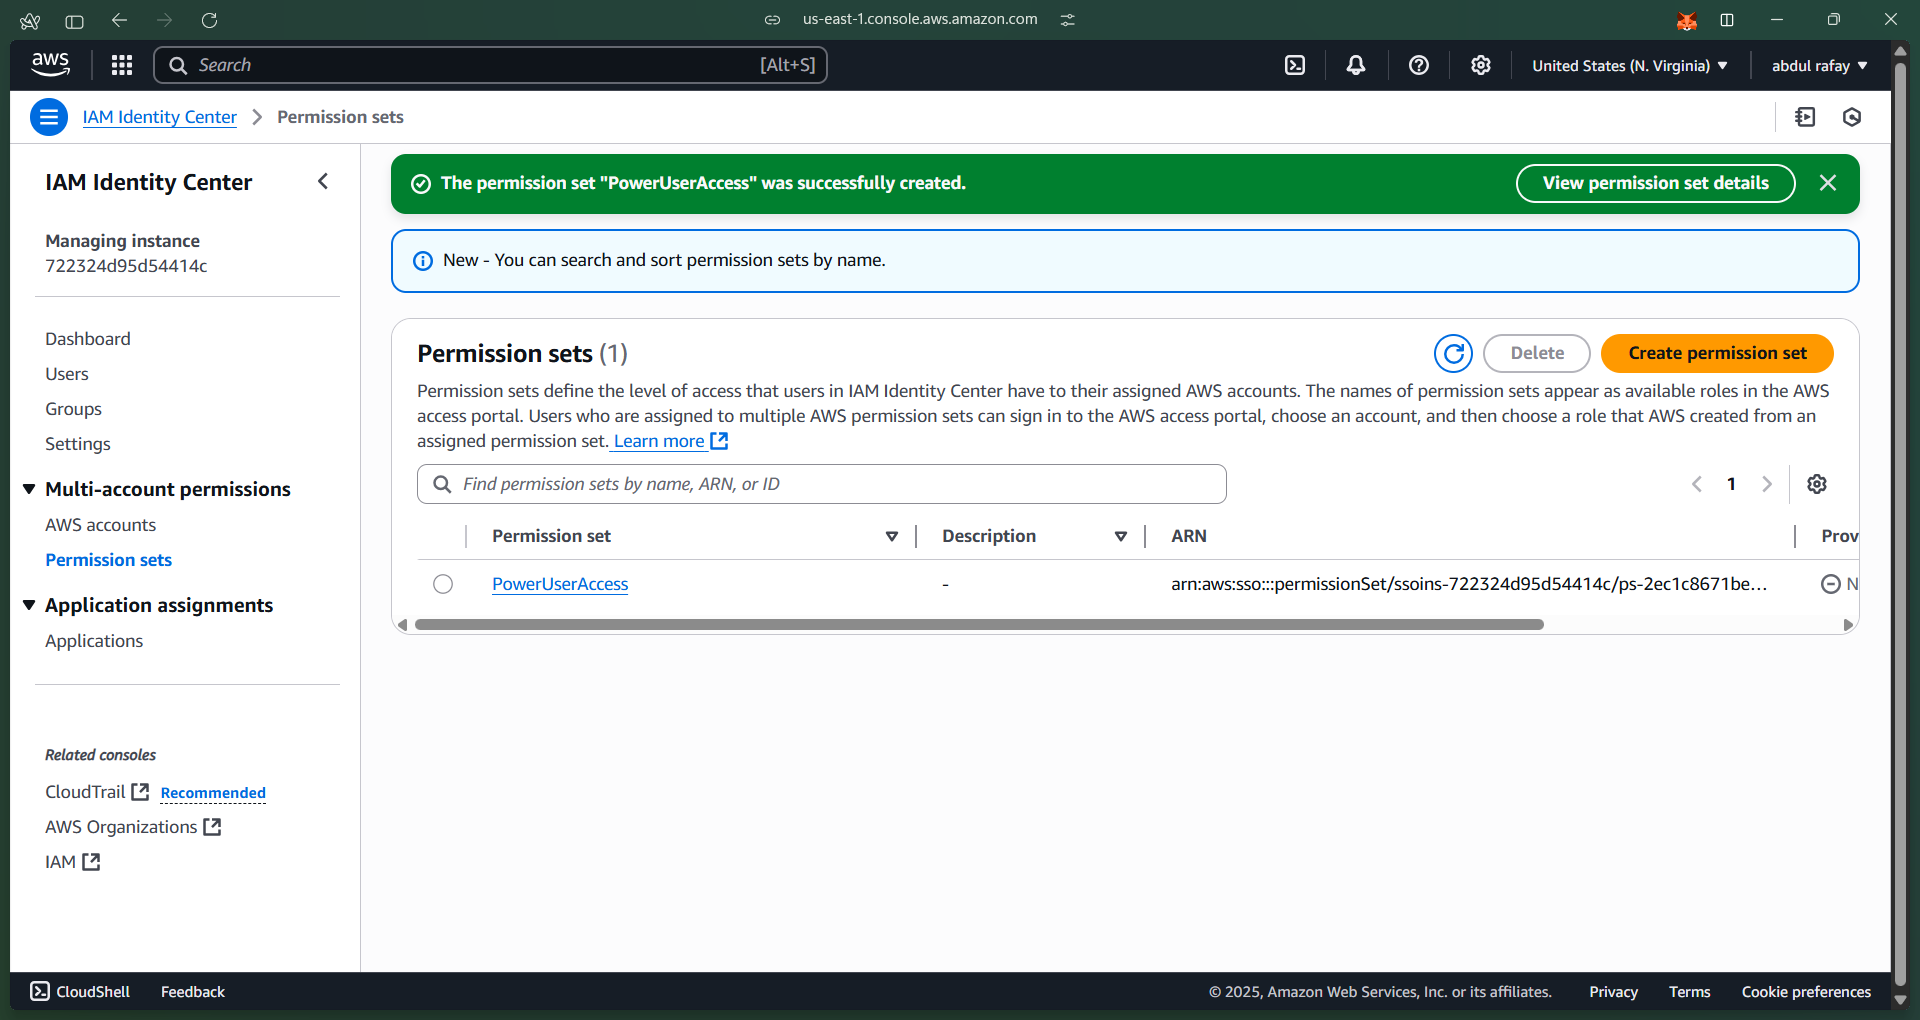 us-east-1.console.aws.amazon.com
aws
Search
[Alt+S]
United States (N. Virginia)
abdul rafay
IAM Identity Center
Permission sets
IAM Identity Center
Managing instance
722324d95d54414c
Dashboard
Users
Groups
Settings
Multi-account permissions
AWS accounts
Permission sets
Application assignments
Applications
Related consoles
CloudTrail
Recommended
AWS Organizations
IAM
The permission set "PowerUserAccess" was successfully created.
View permission set details
New - You can search and sort permission sets by name.
Permission sets (1)
Delete
Create permission set
Permission sets define the level of access that users in IAM Identity Center have to their assigned AWS accounts. The names of permission sets appear as available roles in the AWS
access portal. Users who are assigned to multiple AWS permission sets can sign in to the AWS access portal, choose an account, and then choose a role that AWS created from an
assigned permission set. Learn more
Find permission sets by name, ARN, or ID
1
Permission set
Description
ARN
Prov
PowerUserAccess
-
arn:aws:sso:::permissionSet/ssoins-722324d95d54414c/ps-2ec1c8671be...
N
CloudShell
Feedback
© 2025, Amazon Web Services, Inc. or its affiliates.
Privacy
Terms
Cookie preferences